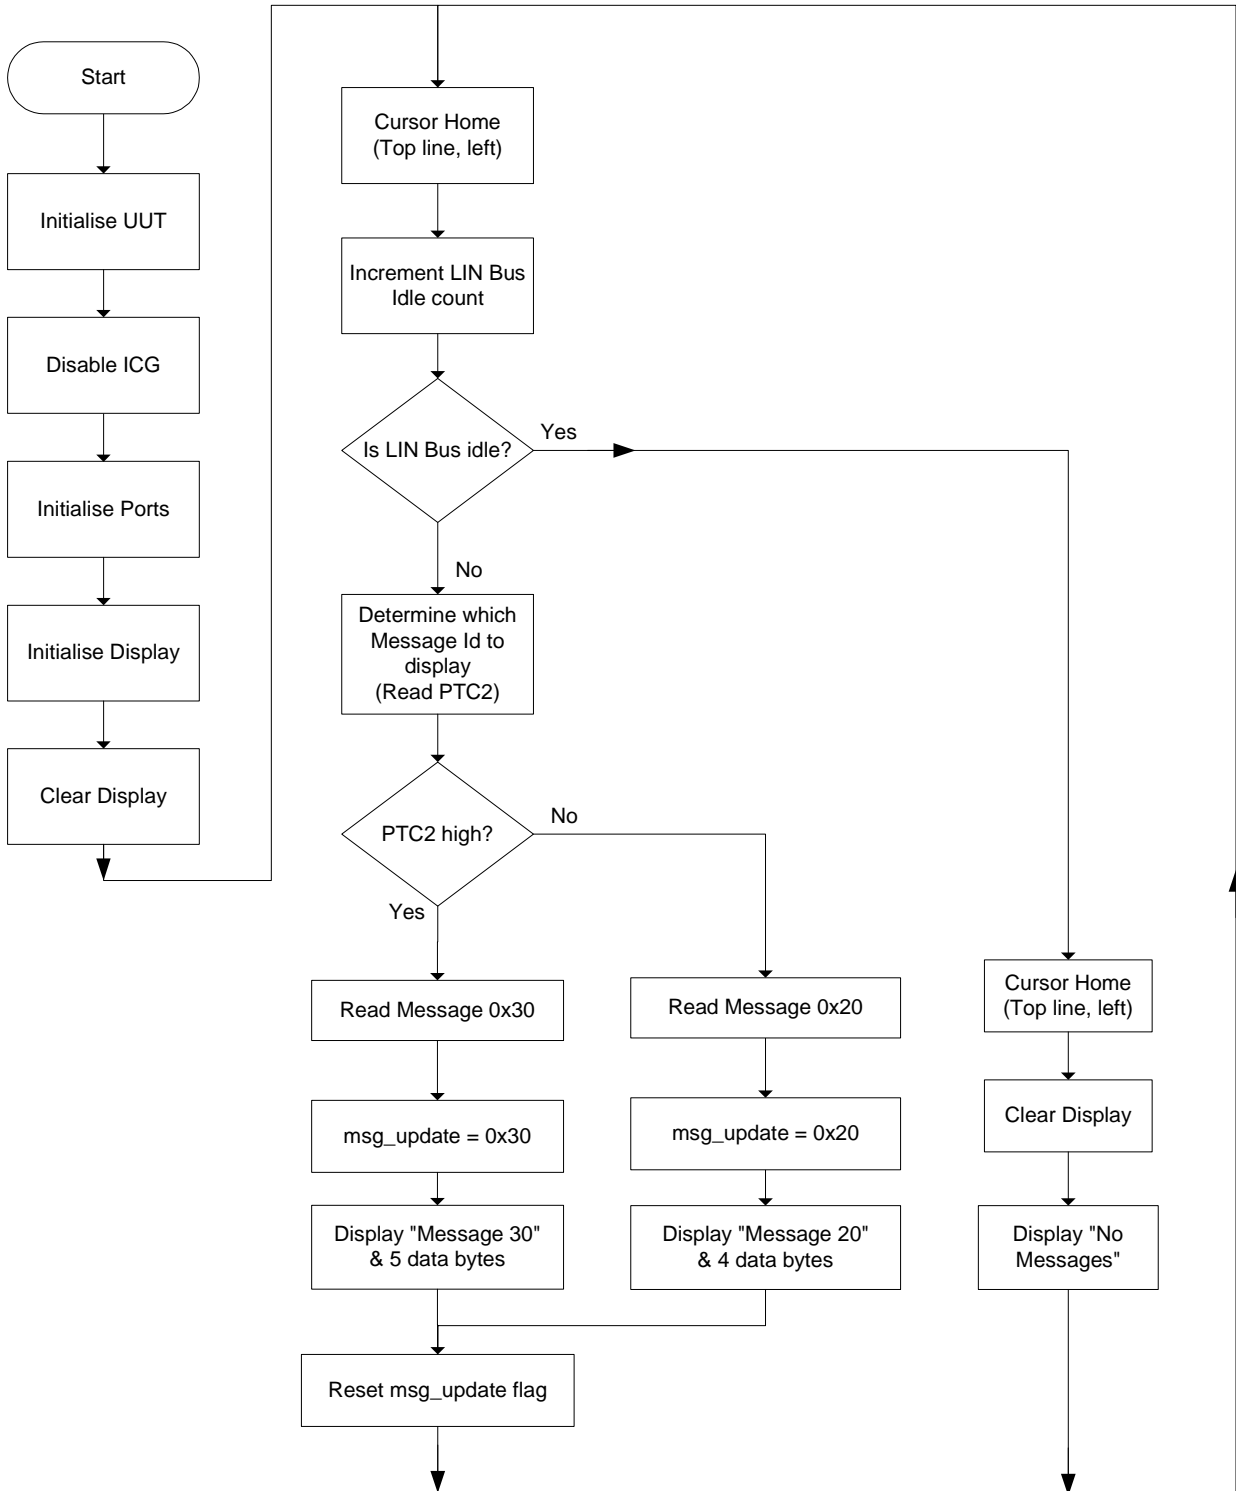 Start
Initialise UUT
Disable ICG
Initialise Ports
Initialise Display
Clear Display
Cursor Home
(Top line, left)
Increment LIN Bus
Idle count
Is LIN Bus idle?
Yes
No
Determine which
Message Id to
display
(Read PTC2)
PTC2 high?
No
Yes
Read Message 0x30
msg_update = 0x30
Display "Message 30"
& 5 data bytes
Read Message 0x20
msg_update = 0x20
Display "Message 20"
& 4 data bytes
Reset msg_update flag
Cursor Home
(Top line, left)
Clear Display
Display "No
Messages"